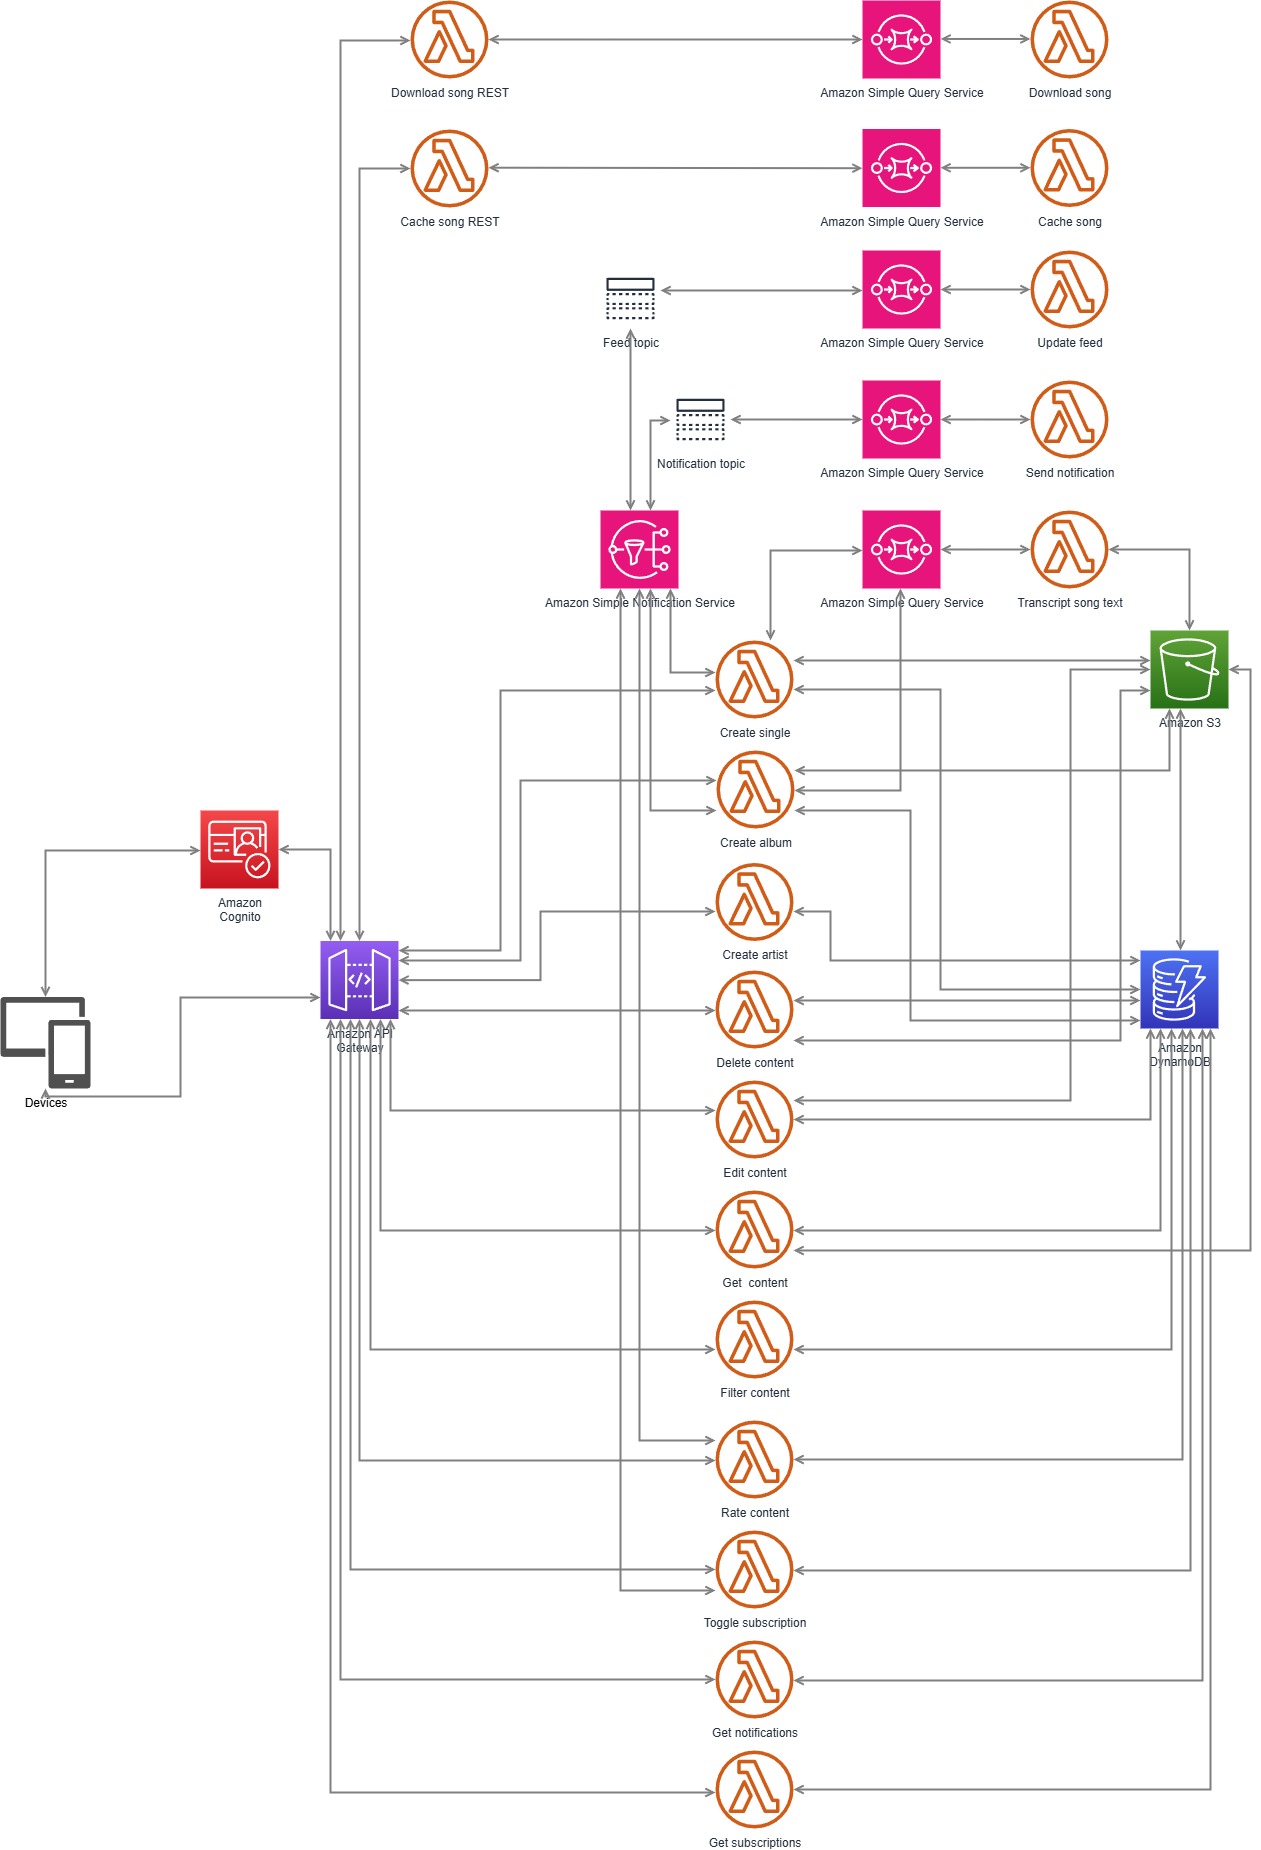 Download song REST
Amazon Simple Query Service
Download song
Cache song REST
Amazon Simple Query Service
Cache song
Feed topic
Amazon Simple Query Service
Update feed
Notification topic
Amazon Simple Query Service
Send notification
Amazon Simple Notification Service
Amazon Simple Query Service
Transcript song text
Amazon S3
Create single
Create album
Amazon
Cognito
Create artist
Amazon API
Gateway
Delete content
Amazon
DynamoDB
Devices
Edit content
Get  content
Filter content
Rate content
Toggle subscription
Get notifications
Get subscriptions